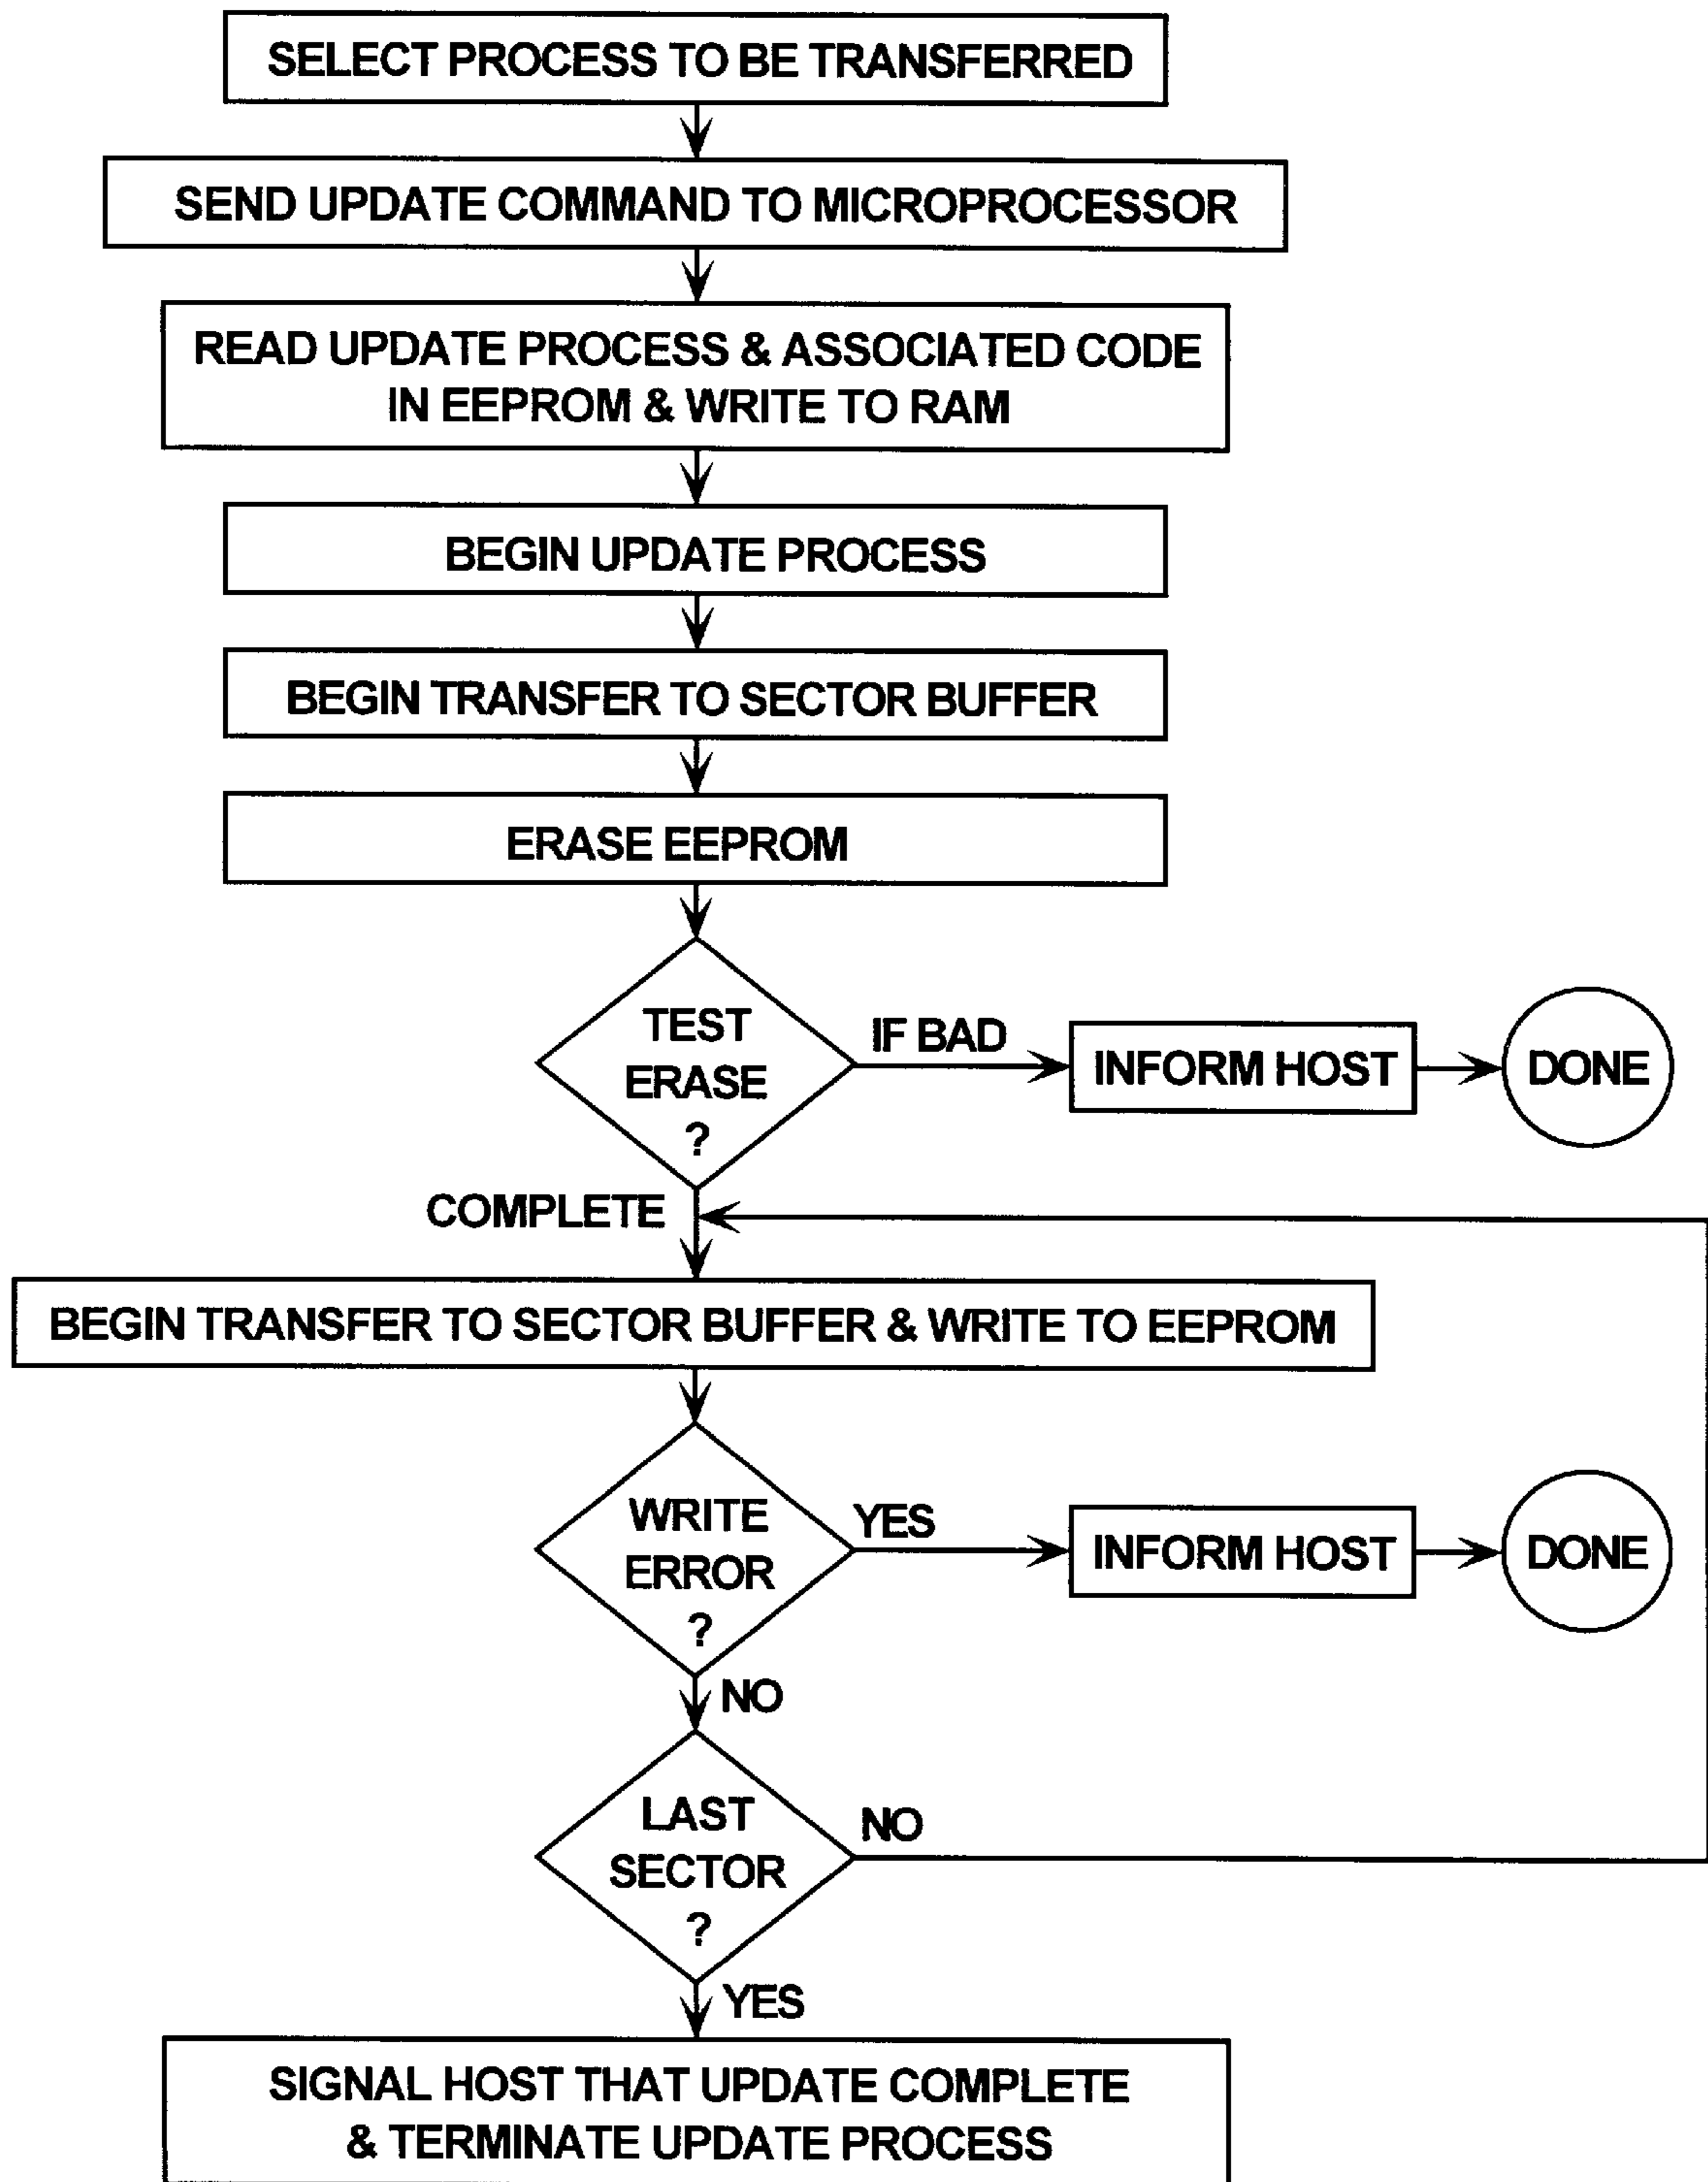 SELECT PROCESS TO BE TRANSFERRED
SEND UPDATE COMMAND TO MICROPROCESSOR
READ UPDATE PROCESS & ASSOCIATED CODE
IN EEPROM & WRITE TO RAM
BEGIN UPDATE PROCESS
BEGIN TRANSFER TO SECTOR BUFFER
ERASE EEPROM
TEST
ERASE
?
IF BAD
INFORM HOST
DONE
COMPLETE
BEGIN TRANSFER TO SECTOR BUFFER & WRITE TO EEPROM
WRITE
ERROR
?
YES
INFORM HOST
DONE
NO
LAST
SECTOR
?
NO
YES
SIGNAL HOST THAT UPDATE COMPLETE
& TERMINATE UPDATE PROCESS